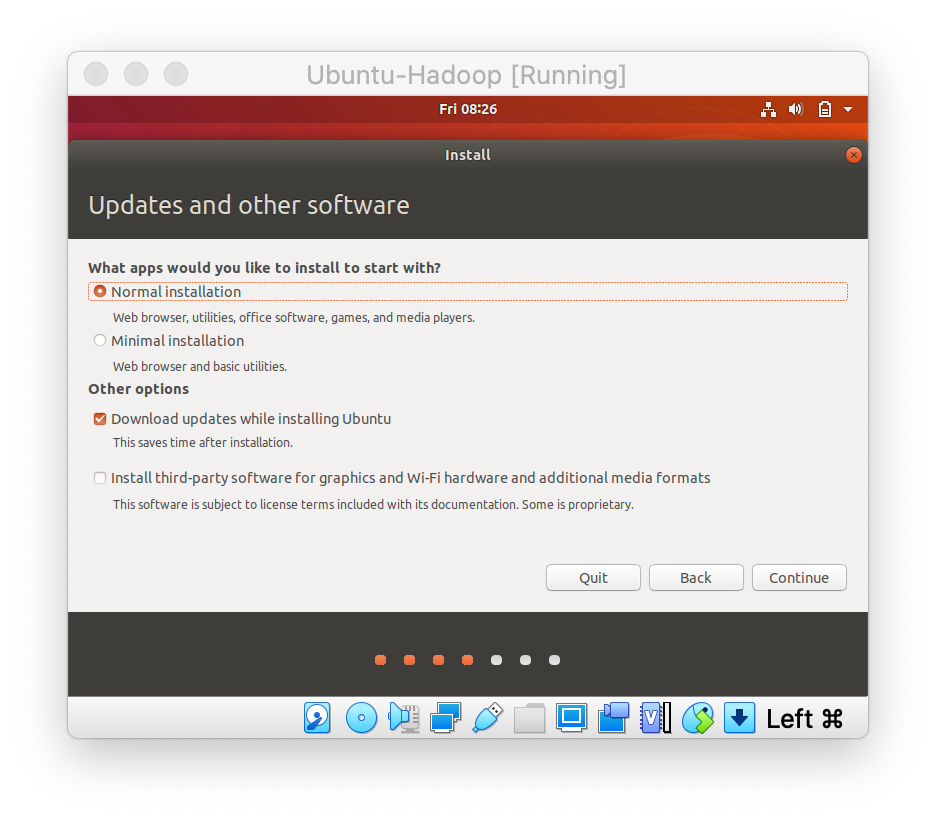 Ubuntu-Hadoop [Running]
Fri 08:26
Install
Updates and other software
What apps would you like to install to start with?
Normal installation
Web browser, utilities, office software, games, and media players.
Minimal installation
Web browser and basic utilities.
Other options
Download updates while installing Ubuntu
This saves time after installation.
Install third-party software for graphics and Wi-Fi hardware and additional media formats
This software is subject to license terms included with its documentation. Some is proprietary.
Quit Back Continue
V Left ⌘